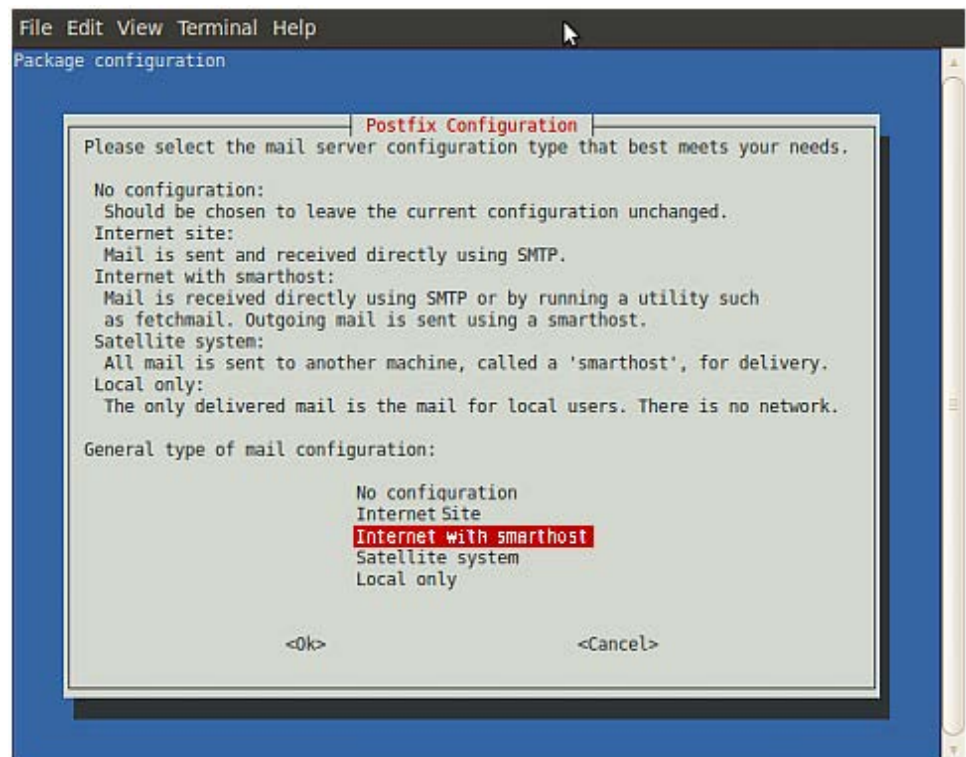 File Edit View Terminal Help
Package configuration
Postfix Configuration
Please select the mail server configuration type that best meets your needs.
No configuration:
Should be chosen to leave the current configuration unchanged.
Internet site:
Mail is sent and received directly using SMTP.
Internet with smarthost:
Mail is received directly using SMTP or by running a utility such
as fetchmail. Outgoing mail is sent using a smarthost.
Satellite system:
All mail is sent to another machine, called a 'smarthost', for delivery.
Local only:
The only delivered mail is the mail for local users. There is no network.
General type of mail configuration:
No configuration
Internet Site
Internet with smarthost
Satellite system
Local only
<Ok> <Cancel>